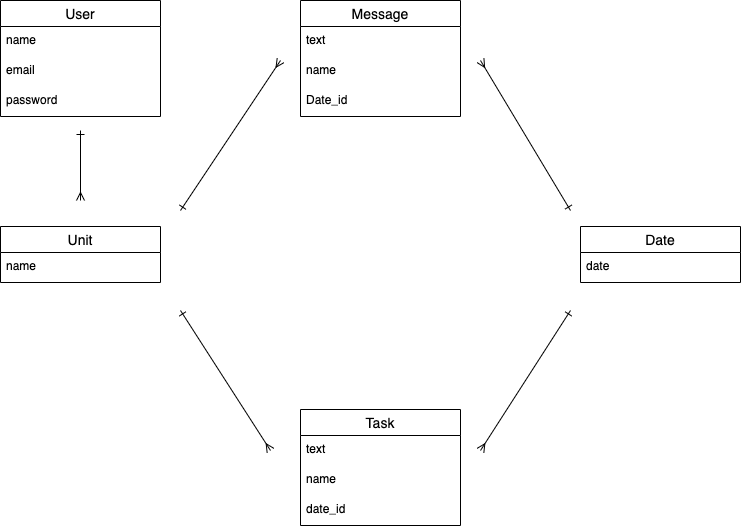 User
name
email
password
Message
text
name
Date_id
Unit
name
Date
date
Task
text
name
date_id